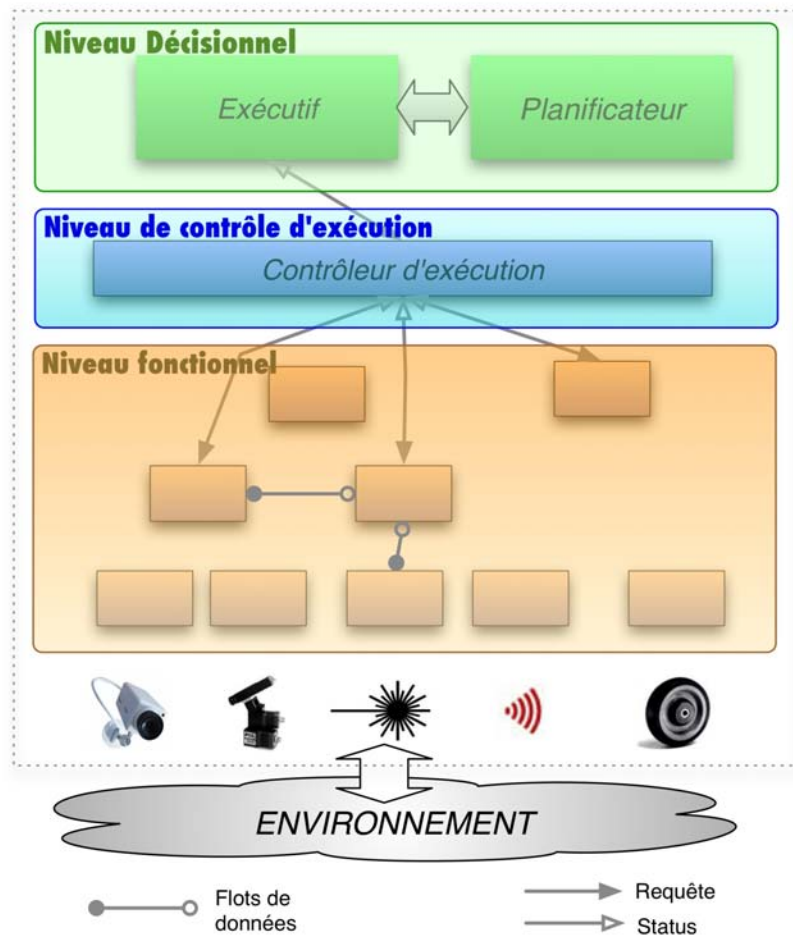 Niveau Décisionnel
Exécutif
Planificateur
Niveau de contrôle d'exécution
Contrôleur d'exécution
Niveau fonctionnel
ENVIRONNEMENT
Flots de
données
Requête
Status